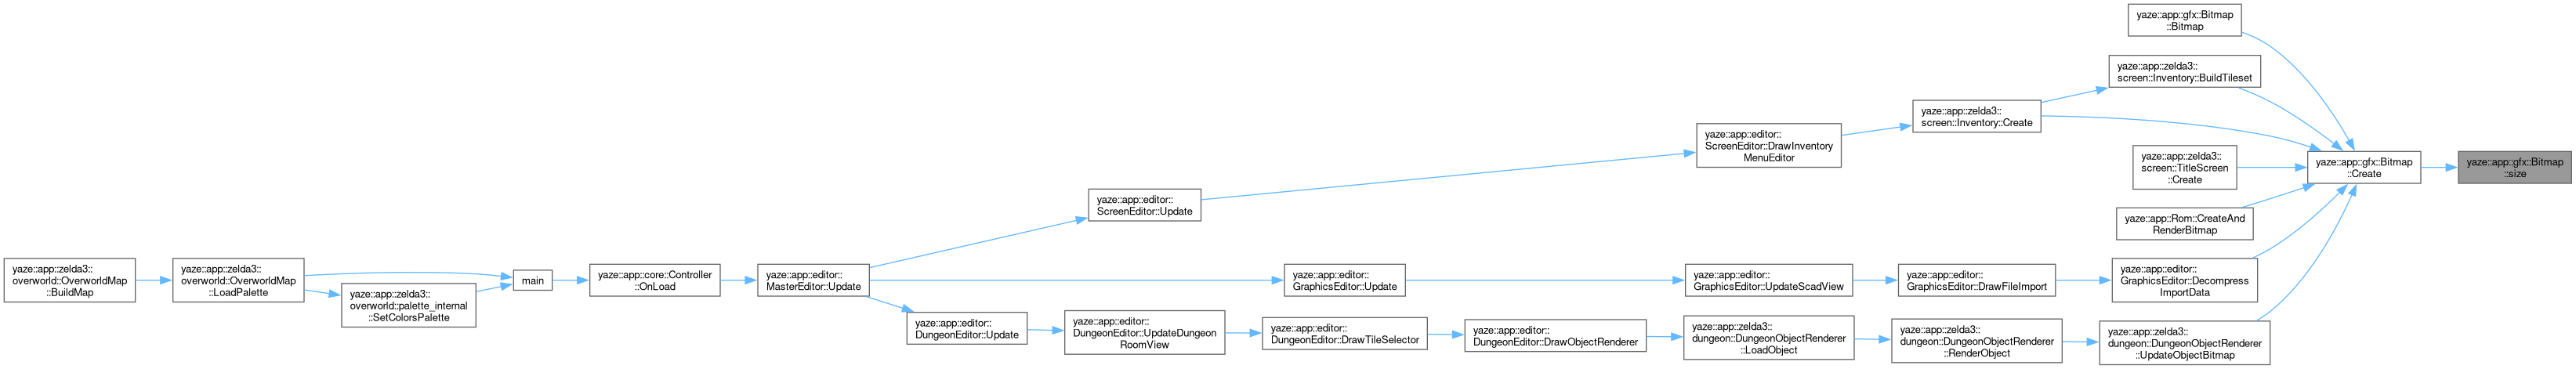 yaze::app::gfx::Bitmap
::Bitmap
yaze::app::zelda3::
screen::Inventory::BuildTileset
yaze::app::zelda3::
screen::Inventory::Create
yaze::app::editor::
ScreenEditor::DrawInventory
MenuEditor
yaze::app::zelda3::
screen::TitleScreen
::Create
yaze::app::gfx::Bitmap
::Create
yaze::app::gfx::Bitmap
::size
yaze::app::editor::
ScreenEditor::Update
yaze::app::Rom::CreateAnd
RenderBitmap
yaze::app::zelda3::
overworld::OverworldMap
::BuildMap
yaze::app::zelda3::
overworld::OverworldMap
::LoadPalette
yaze::app::zelda3::
overworld::palette_internal
::SetColorsPalette
main
yaze::app::core::Controller
::OnLoad
yaze::app::editor::
MasterEditor::Update
yaze::app::editor::
GraphicsEditor::Update
yaze::app::editor::
GraphicsEditor::UpdateScadView
yaze::app::editor::
GraphicsEditor::DrawFileImport
yaze::app::editor::
GraphicsEditor::Decompress
ImportData
yaze::app::editor::
DungeonEditor::Update
yaze::app::editor::
DungeonEditor::UpdateDungeon
RoomView
yaze::app::editor::
DungeonEditor::DrawTileSelector
yaze::app::editor::
DungeonEditor::DrawObjectRenderer
yaze::app::zelda3::
dungeon::DungeonObjectRenderer
::LoadObject
yaze::app::zelda3::
dungeon::DungeonObjectRenderer
::RenderObject
yaze::app::zelda3::
dungeon::DungeonObjectRenderer
::UpdateObjectBitmap